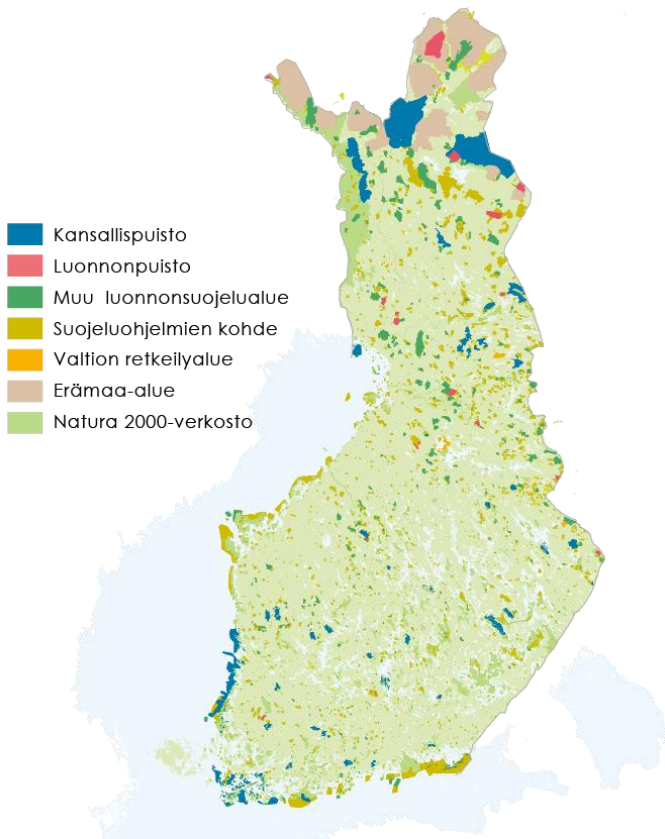 Kansallispuisto
Luonnonpuisto
Muu luonnonsuojelualue
Suojeluohjelmien kohde
Valtion retkeilyalue
Erämaa-alue
Natura 2000-verkosto